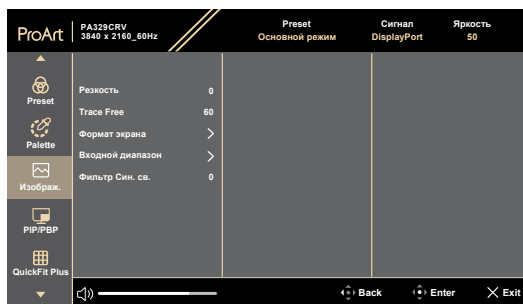 ProArt
PA329CRV
3840 x 2160_60Hz
Preset
Основной режим
Сигнал
DisplayPort
Яркость
50
Preset
Palette
Изображ.
PIP/PBP
QuickFit Plus
Резкость 0
Trace Free 60
Формат экрана
Входной диапазон
Фильтр Син. св. 0
Back
Enter
Exit